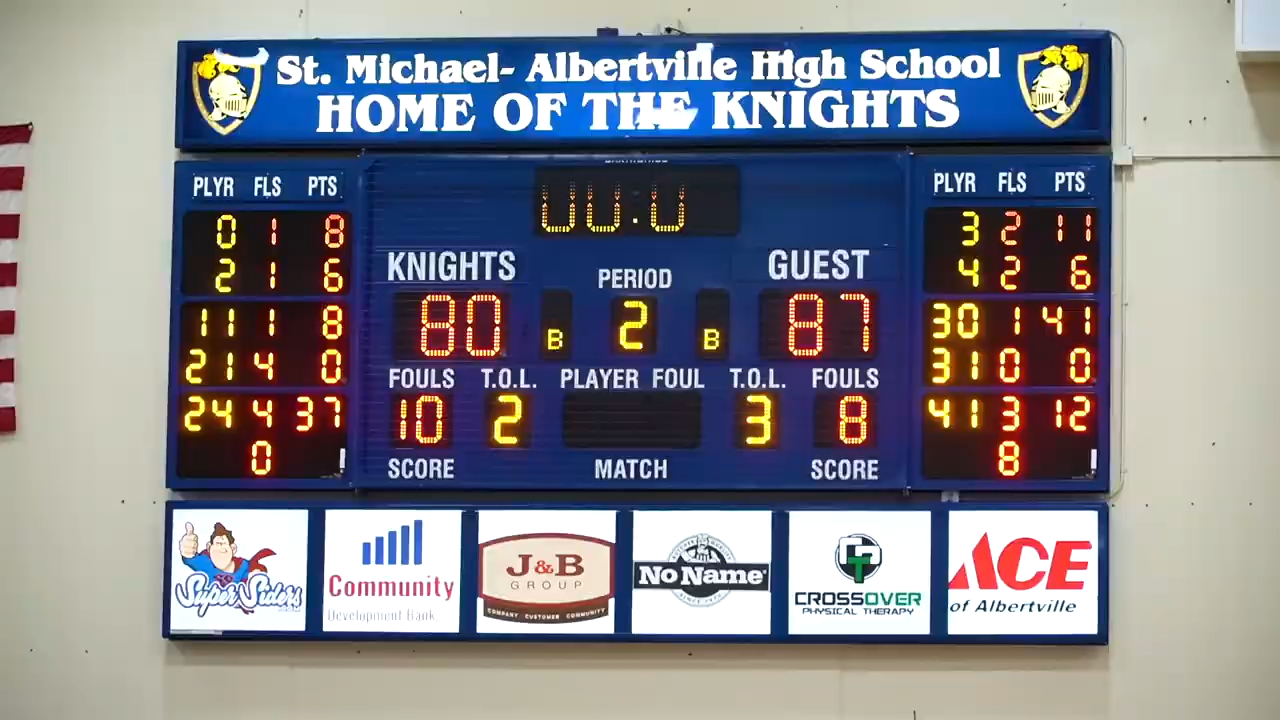 St. Michael- Albertville High School
HOME OF THE KNIGHTS
PLYR FLS PTS
0 1 8
2 1 6
11 1 8
21 4 0
24 4 37
0
00.0
KNIGHTS PERIOD GUEST
80 B 2 B 87
FOULS T.O.L. PLAYER FOUL T.O.L. FOULS
10 2 3 8
SCORE MATCH SCORE
PLYR FLS PTS
3 2 11
4 2 6
30 1 41
31 0 0
41 3 12
8
Super Siders
Community
Development Bank
J&B
GROUP
COMPANY CUSTOMER COMMUNITY
No Name
SINCE 1972
CROSSOVER
PHYSICAL THERAPY
ACE
of Albertville